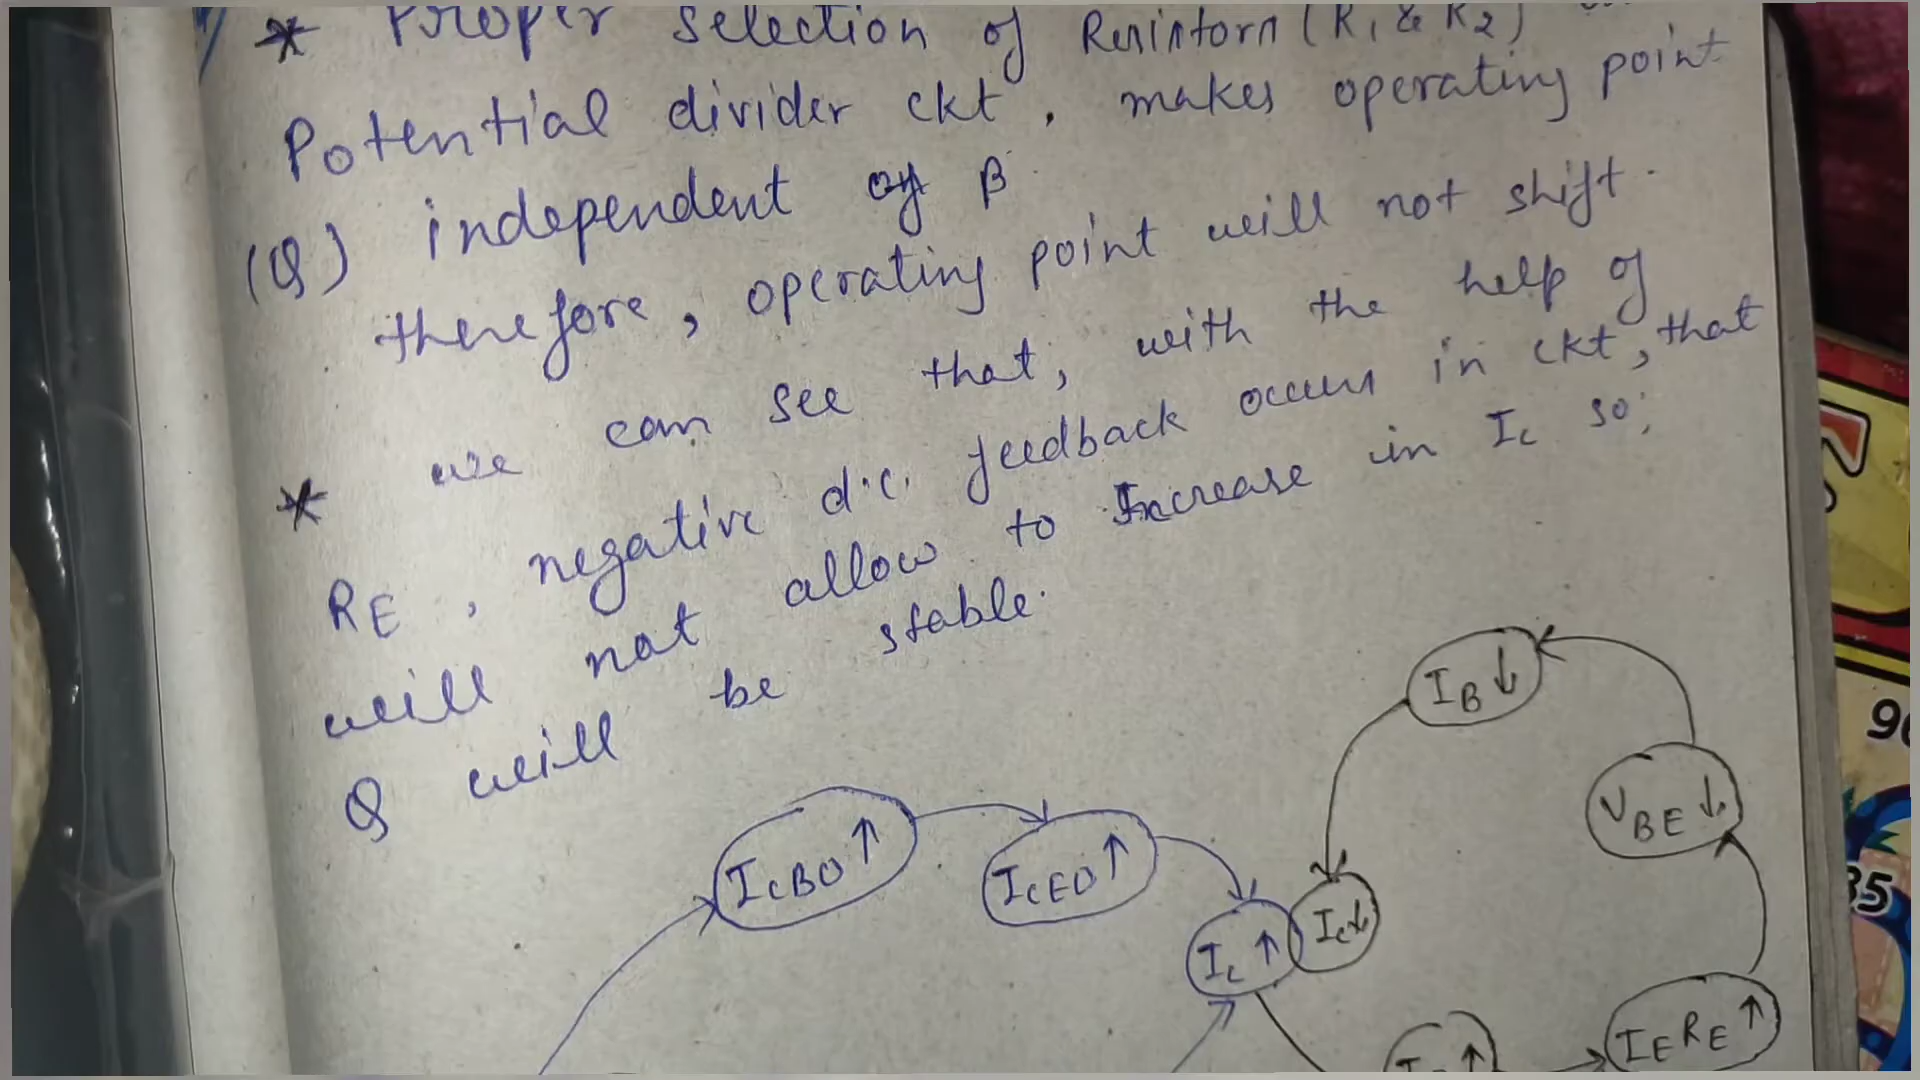 * Proper selection of Resistors (R1 & R2)
Potential divider ckt, makes operating point
(Q) independent of β
therefore, operating point will not shift.
* we can see that, with the help of
RE, negative d.c. feedback occurs in ckt, that
will not allow to Increase in Ic so;
Q will be stable.
IB↓
VBE↓
ICBO↑
ICEO↑
Ic↑
Ic↓
IERE↑
96
35